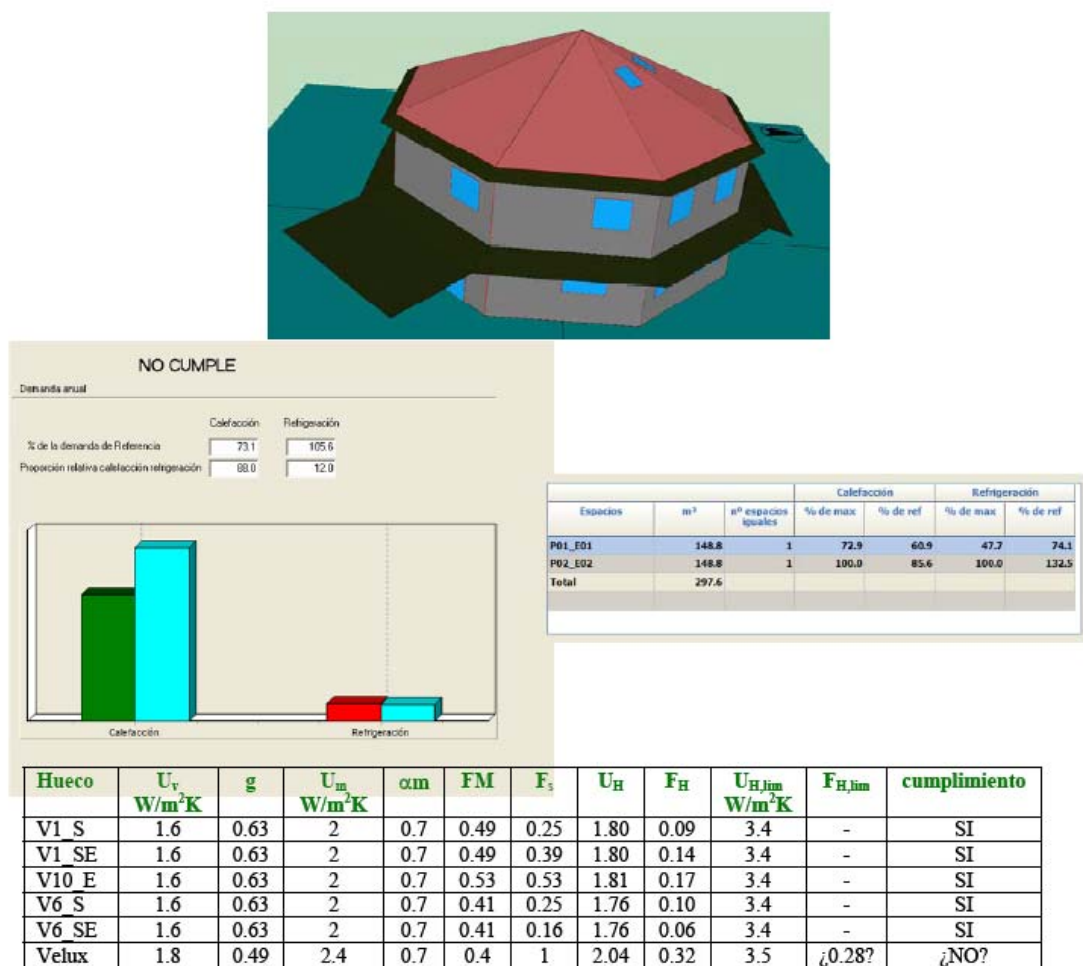 NO CUMPLE
Demanda anual
Calefacción Refrigeración
% de la demanda de Referencia 73.1 105.6
Proporción relativa calefacción refrigeración 88.0 12.0
Calefacción Refrigeración
Calefacción Refrigeración
Espacios m² nº espacios iguales % de max % de ref % de max % de ref
P01_E01 148.8 1 72.9 60.9 47.7 74.1
P02_E02 148.8 1 100.0 85.6 100.0 132.5
Total 297.6
Hueco Uv W/m²K g Um W/m²K αm FM Fs UH FH UH,lim W/m²K FH,lim cumplimiento
V1_S 1.6 0.63 2 0.7 0.49 0.25 1.80 0.09 3.4 - SI
V1_SE 1.6 0.63 2 0.7 0.49 0.39 1.80 0.14 3.4 - SI
V10_E 1.6 0.63 2 0.7 0.53 0.53 1.81 0.17 3.4 - SI
V6_S 1.6 0.63 2 0.7 0.41 0.25 1.76 0.10 3.4 - SI
V6_SE 1.6 0.63 2 0.7 0.41 0.16 1.76 0.06 3.4 - SI
Velux 1.8 0.49 2.4 0.7 0.4 1 2.04 0.32 3.5 ¿0.28? ¿NO?